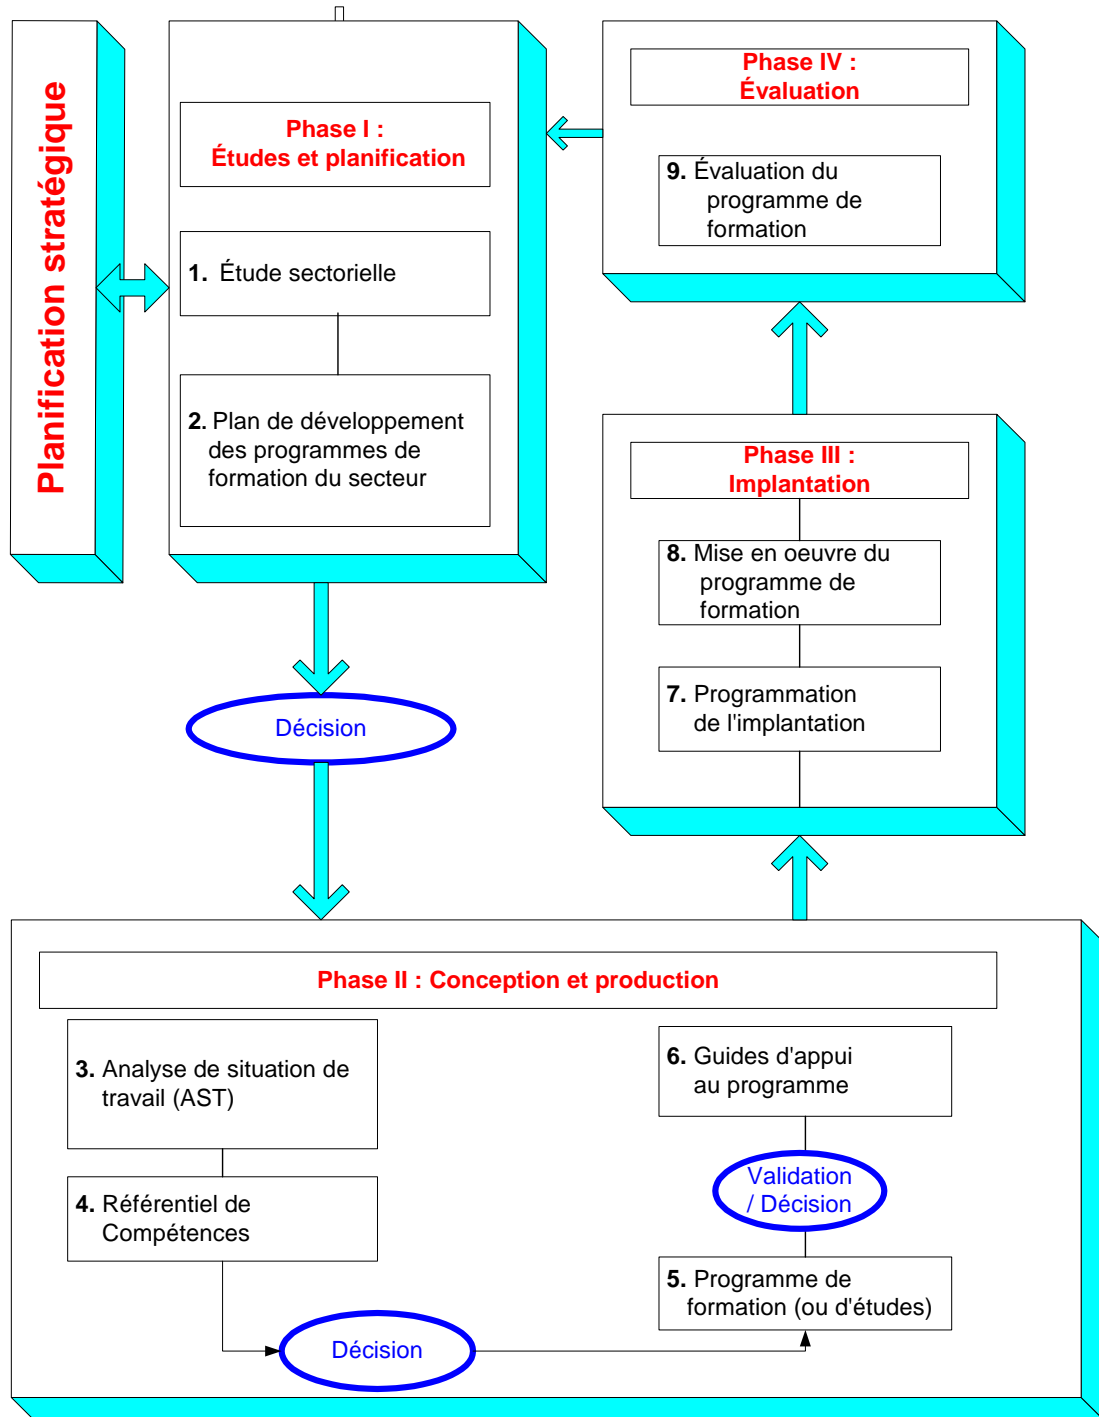 Planification stratégique
Phase I :
Études et planification
1. Étude sectorielle
2. Plan de développement
des programmes de
formation du secteur
Décision
Phase II : Conception et production
3. Analyse de situation de
travail (AST)
4. Référentiel de
Compétences
Décision
5. Programme de
formation (ou d'études)
Validation
/ Décision
6. Guides d'appui
au programme
Phase III :
Implantation
8. Mise en oeuvre du
programme de
formation
7. Programmation
de l'implantation
Phase IV :
Évaluation
9. Évaluation du
programme de
formation